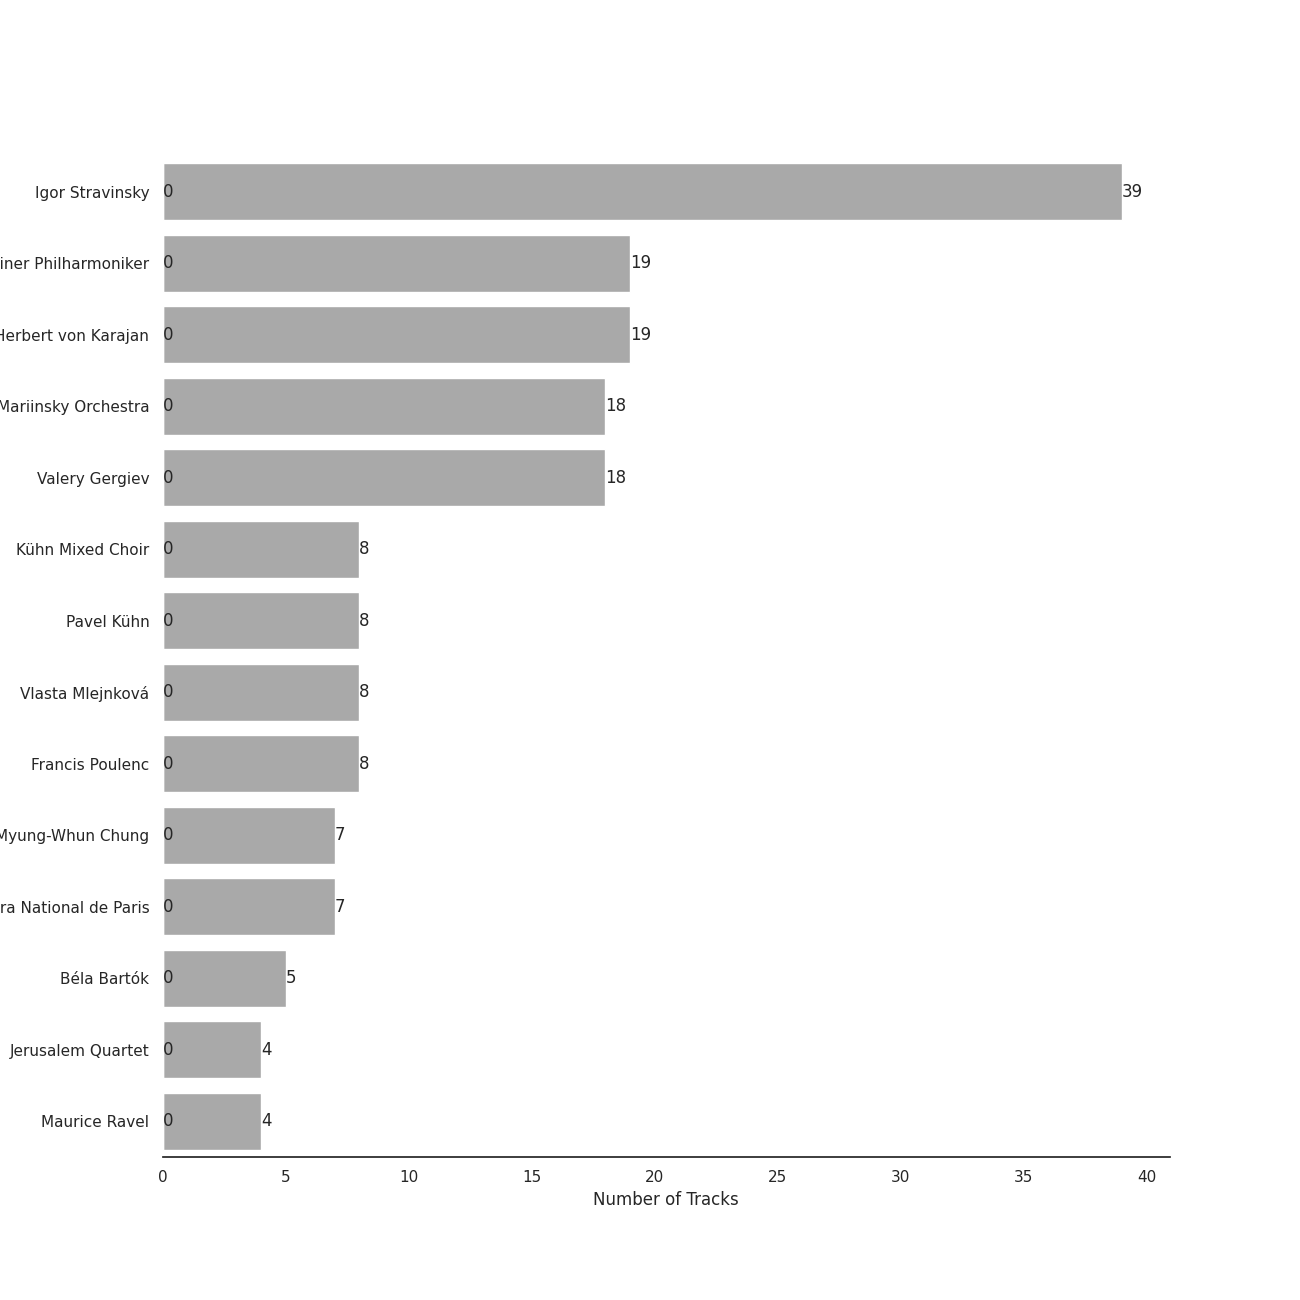 Igor Stravinsky 0 39
iner Philharmoniker 0 19
Herbert von Karajan 0 19
Mariinsky Orchestra 0 18
Valery Gergiev 0 18
Kühn Mixed Choir 0 8
Pavel Kühn 0 8
Vlasta Mlejnková 0 8
Francis Poulenc 0 8
Myung-Whun Chung 0 7
ra National de Paris 0 7
Béla Bartók 0 5
Jerusalem Quartet 0 4
Maurice Ravel 0 4
0 5 10 15 20 25 30 35 40
Number of Tracks